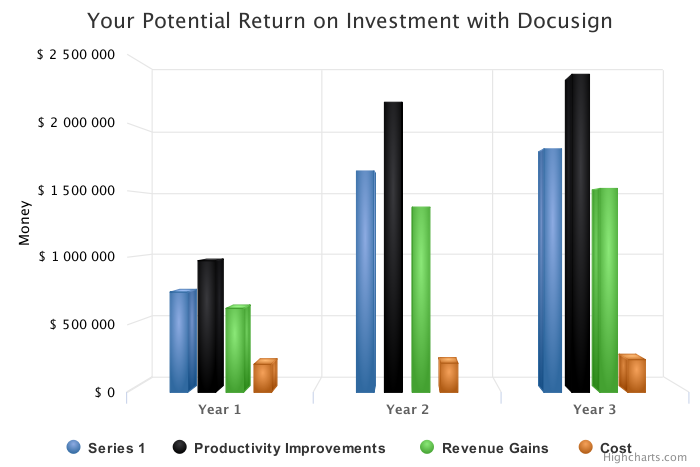 Your Potential Return on Investment with Docusign
$ 2 500 000
$ 2 000 000
$ 1 500 000
$ 1 000 000
$ 500 000
$ 0
Money
Year 1
Year 2
Year 3
Series 1
Productivity Improvements
Revenue Gains
Cost
Highcharts.com